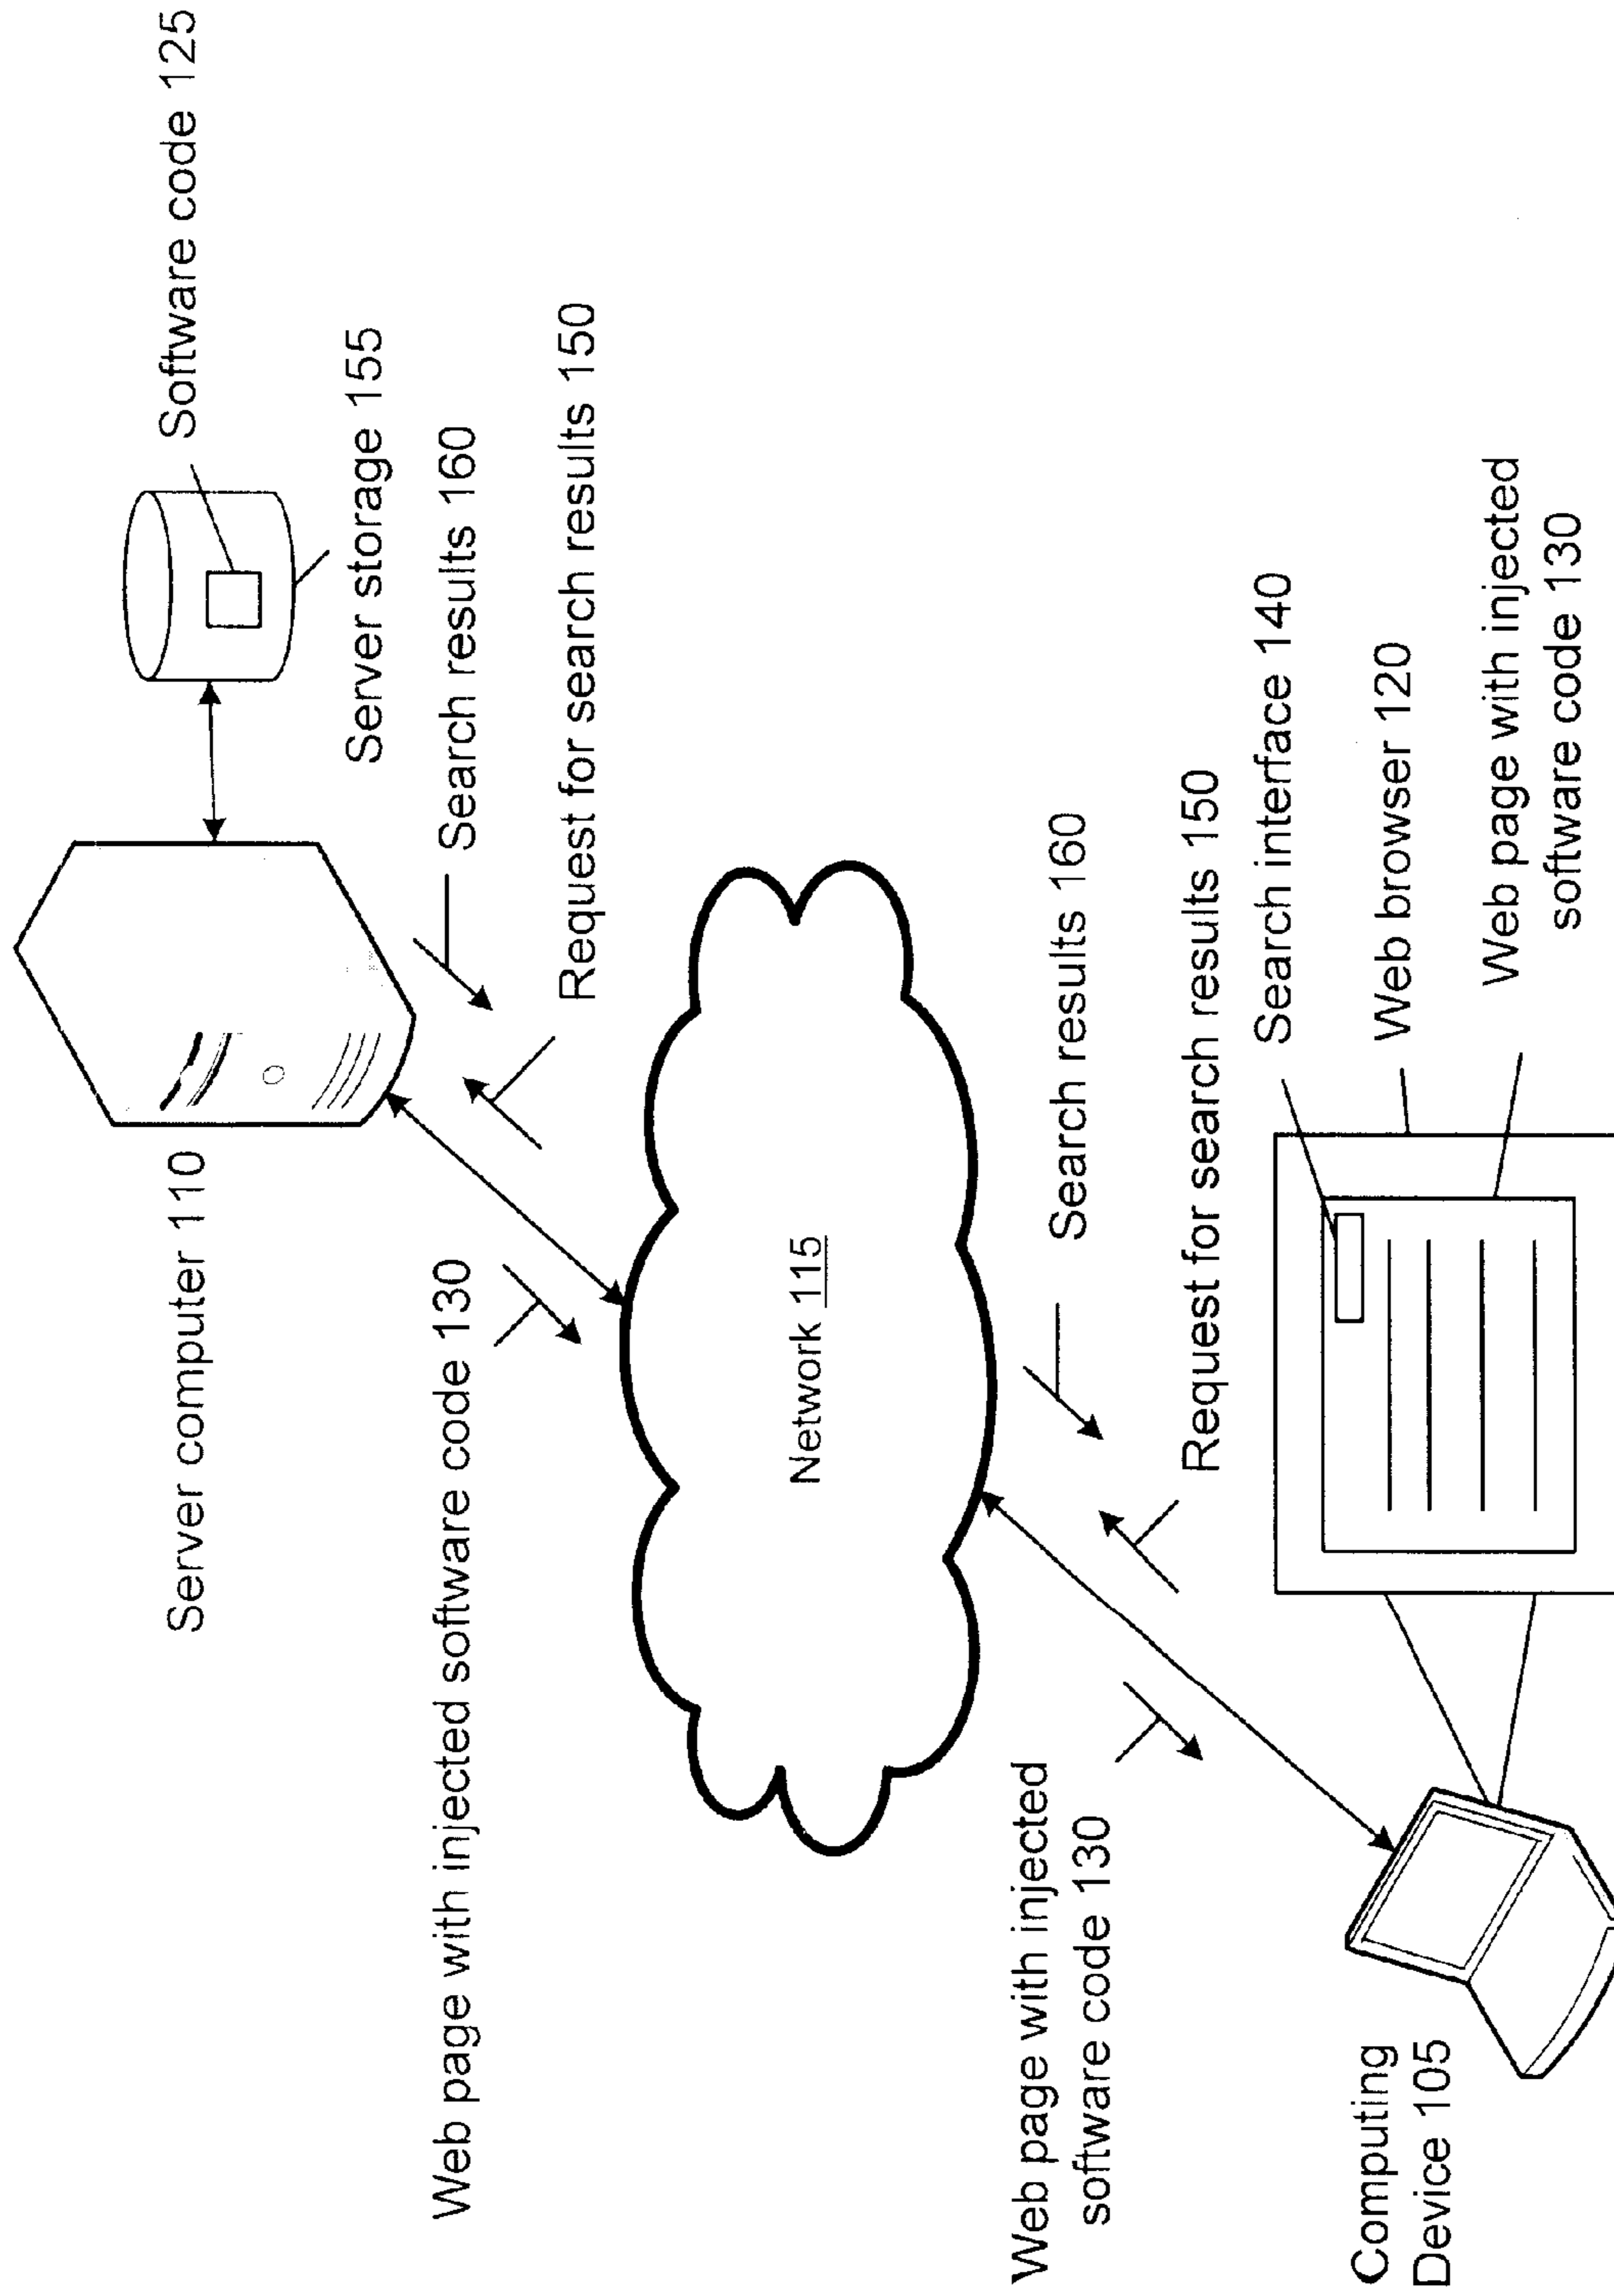 Software code 125
Server storage 155
Search results 160
Request for search results 150
Server computer 110
Web page with injected software code 130
Network 115
Search results 160
Request for search results 150
Web page with injected
software code 130
Search interface 140
Web browser 120
Web page with injected
software code 130
Computing
Device 105